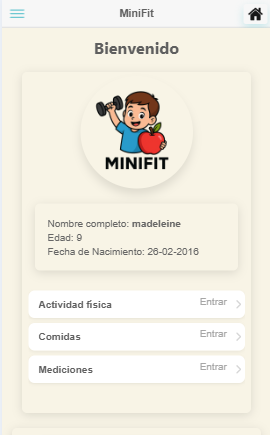 MiniFit
Bienvenido
MINIFIT
Nombre completo: madeleine
Edad: 9
Fecha de Nacimiento: 26-02-2016
Actividad física Entrar
Comidas Entrar
Mediciones Entrar